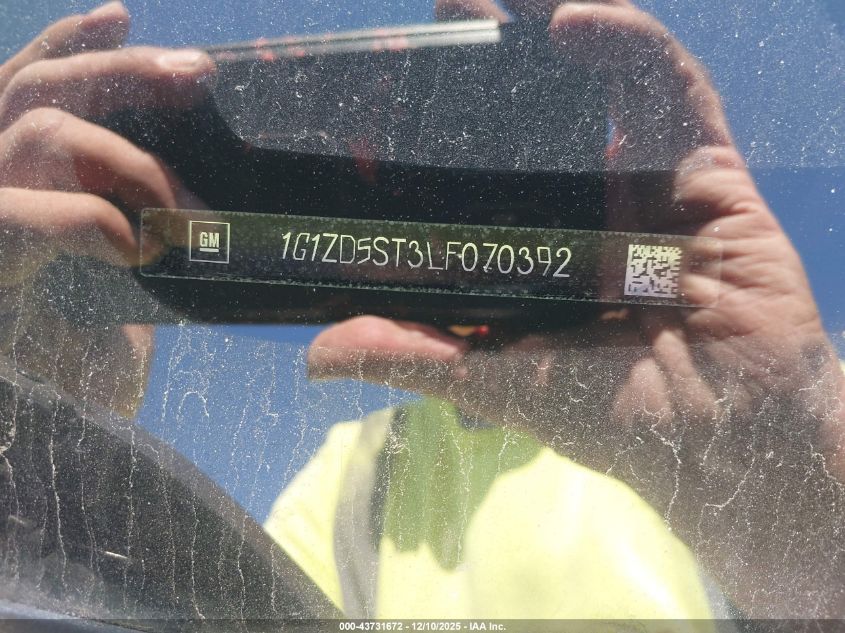 GM
1G1ZD5ST3LF070392
000-43731672 - 12/10/2025 - IAA Inc.